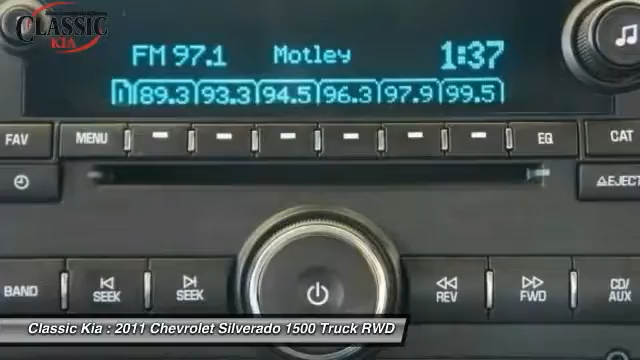 CLASSIC
KIA
FM 97.1 Motley 1:37
89.3 93.3 94.5 96.3 97.9 99.5
FAV MENU EQ CAT
EJECT
BAND SEEK SEEK REV FWD CD/
AUX
Classic Kia : 2011 Chevrolet Silverado 1500 Truck RWD